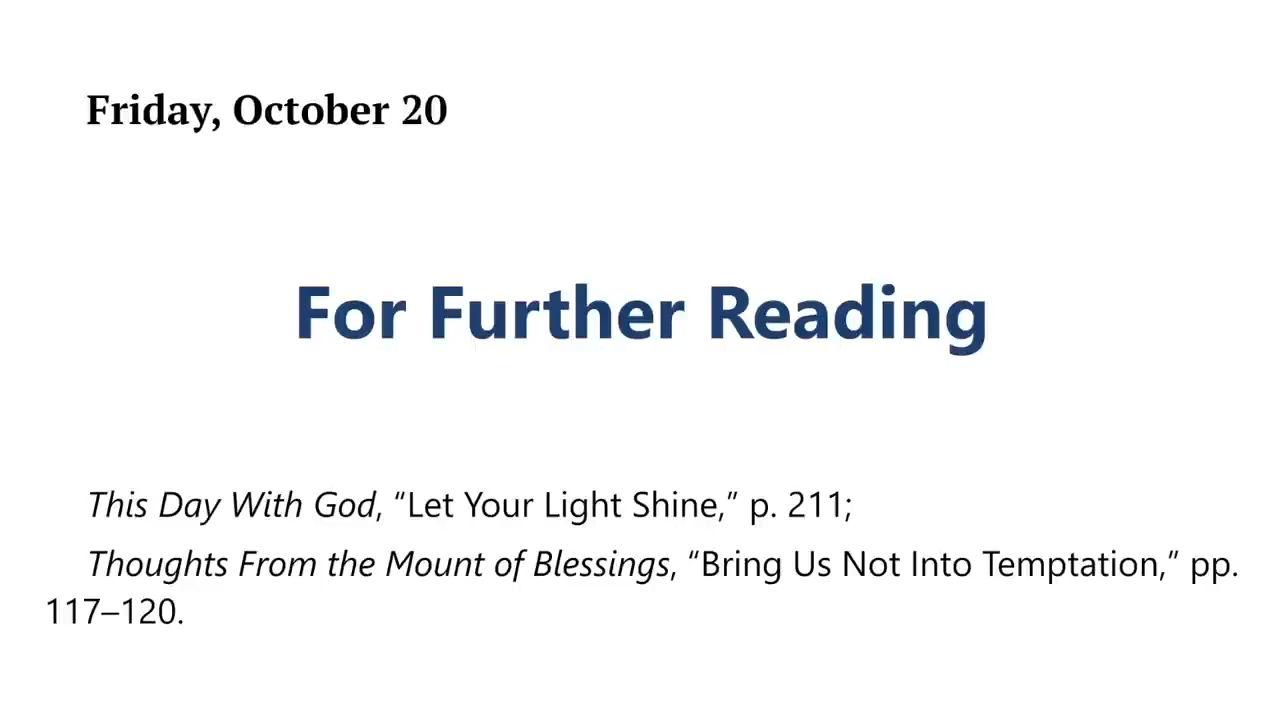 Friday, October 20
For Further Reading
This Day With God, “Let Your Light Shine,” p. 211;
Thoughts From the Mount of Blessings, “Bring Us Not Into Temptation,” pp.
117–120.